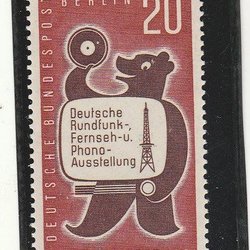 DEUTSCHE BUNDESPOST
BERLIN
20
Deutsche
Rundfunk-,
Fernseh-u.
Phono-
Ausstellung